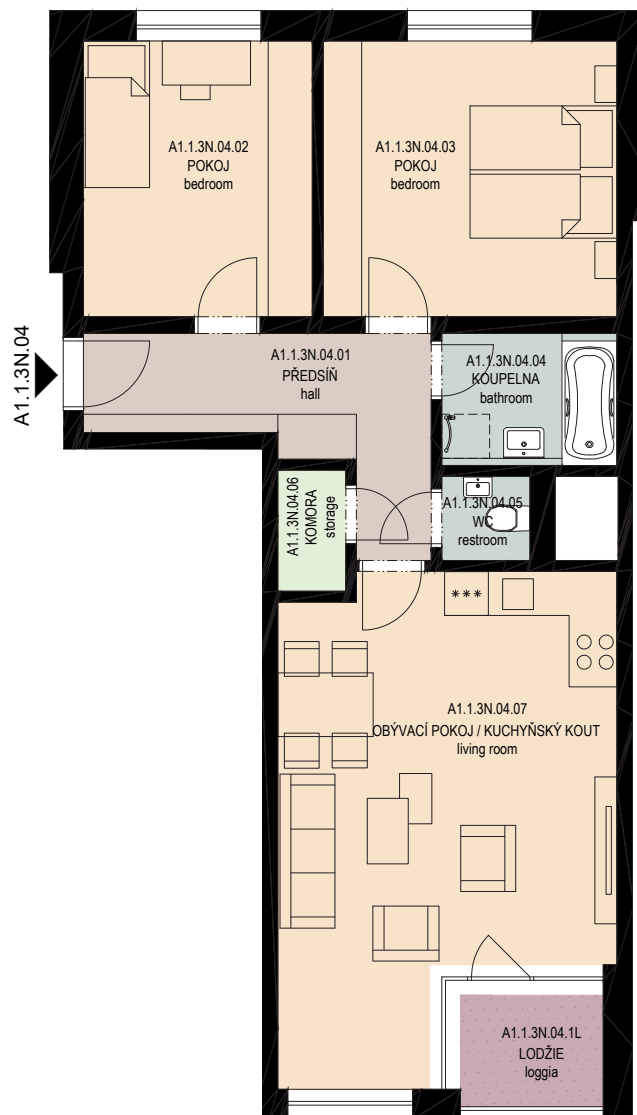 A1.1.3N.04.02
POKOJ
bedroom
A1.1.3N.04.03
POKOJ
bedroom
A1.1.3N.04
A1.1.3N.04.01
PŘEDSÍŇ
hall
A1.1.3N.04.04
KOUPELNA
bathroom
A1.1.3N.04.06
KOMORA
storage
A1.1.3N.04.05
WC
restroom
***
A1.1.3N.04.07
OBÝVACÍ POKOJ / KUCHYŇSKÝ KOUT
living room
A1.1.3N.04.1L
LODŽIE
loggia